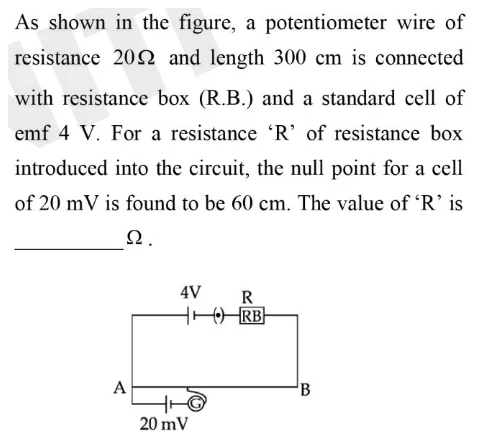 As shown in the figure, a potentiometer wire of
resistance 20Ω and length 300 cm is connected
with resistance box (R.B.) and a standard cell of
emf 4 V. For a resistance ‘R’ of resistance box
introduced into the circuit, the null point for a cell
of 20 mV is found to be 60 cm. The value of ‘R’ is
__________ Ω .
4V R
RB
A B
G
20 mV